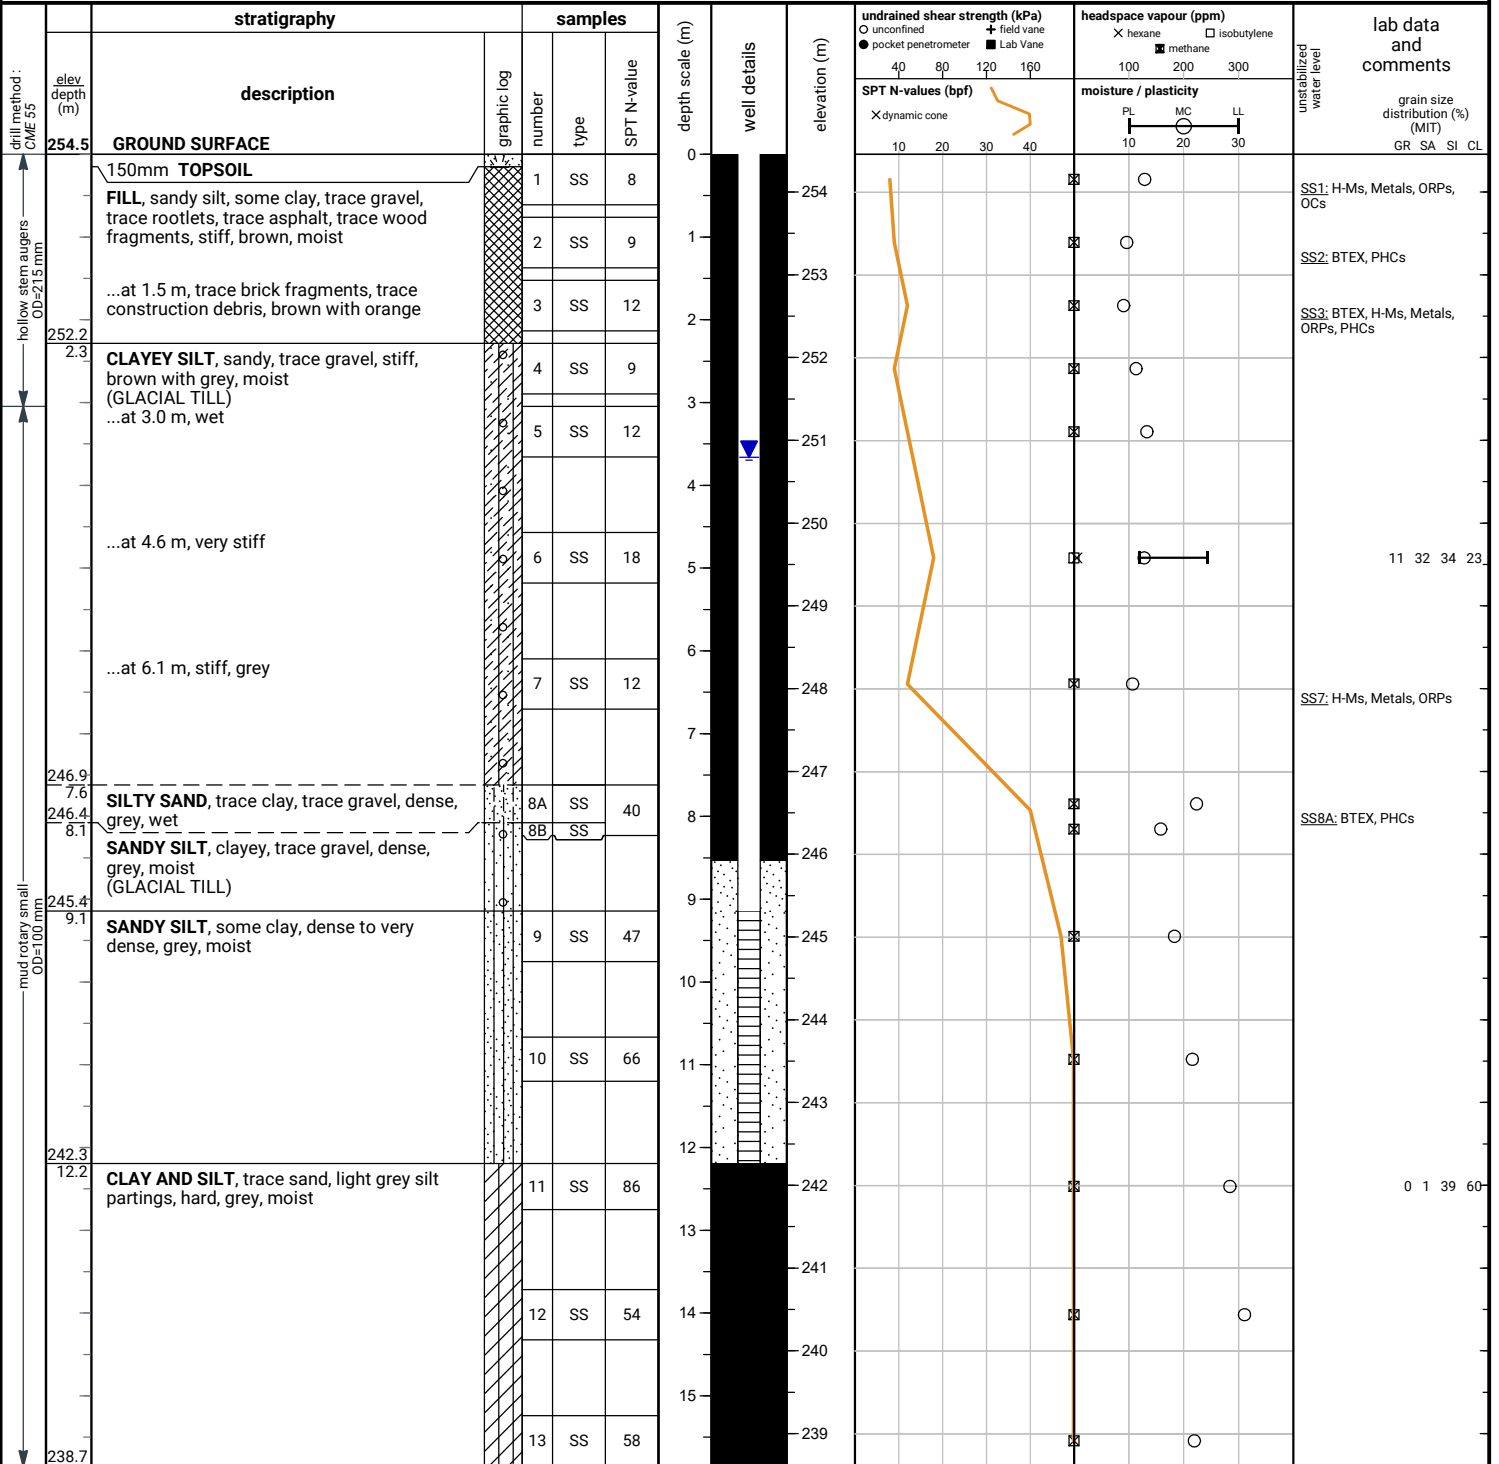 stratigraphy
samples
drill method :
CME 55
elev
depth
(m)
description
graphic log
number
type
SPT N-value
depth scale (m)
well details
elevation (m)
undrained shear strength (kPa)
unconfined
field vane
pocket penetrometer
Lab Vane
40 80 120 160
SPT N-values (bpf)
dynamic cone
10 20 30 40
headspace vapour (ppm)
hexane
isobutylene
methane
100 200 300
moisture / plasticity
PL MC LL
10 20 30
unstabilized
water level
lab data
and
comments
grain size
distribution (%)
(MIT)
GR SA SI CL
254.5 GROUND SURFACE
hollow stem augers
OD=215 mm
mud rotary small
OD=100 mm
150mm TOPSOIL
FILL, sandy silt, some clay, trace gravel,
trace rootlets, trace asphalt, trace wood
fragments, stiff, brown, moist
...at 1.5 m, trace brick fragments, trace
construction debris, brown with orange
252.2
2.3
CLAYEY SILT, sandy, trace gravel, stiff,
brown with grey, moist
(GLACIAL TILL)
...at 3.0 m, wet
...at 4.6 m, very stiff
...at 6.1 m, stiff, grey
246.9
7.6
SILTY SAND, trace clay, trace gravel, dense,
grey, wet
246.4
8.1
SANDY SILT, clayey, trace gravel, dense,
grey, moist
(GLACIAL TILL)
245.4
9.1
SANDY SILT, some clay, dense to very
dense, grey, moist
242.3
12.2
CLAY AND SILT, trace sand, light grey silt
partings, hard, grey, moist
238.7
1 SS 8
2 SS 9
3 SS 12
4 SS 9
5 SS 12
6 SS 18
7 SS 12
8A SS 40
8B SS
9 SS 47
10 SS 66
11 SS 86
12 SS 54
13 SS 58
0
1
2
3
4
5
6
7
8
9
10
11
12
13
14
15
254
253
252
251
250
249
248
247
246
245
244
243
242
241
240
239
SS1: H-Ms, Metals, ORPs,
OCs
SS2: BTEX, PHCs
SS3: BTEX, H-Ms, Metals,
ORPs, PHCs
11 32 34 23
SS7: H-Ms, Metals, ORPs
SS8A: BTEX, PHCs
0 1 39 60